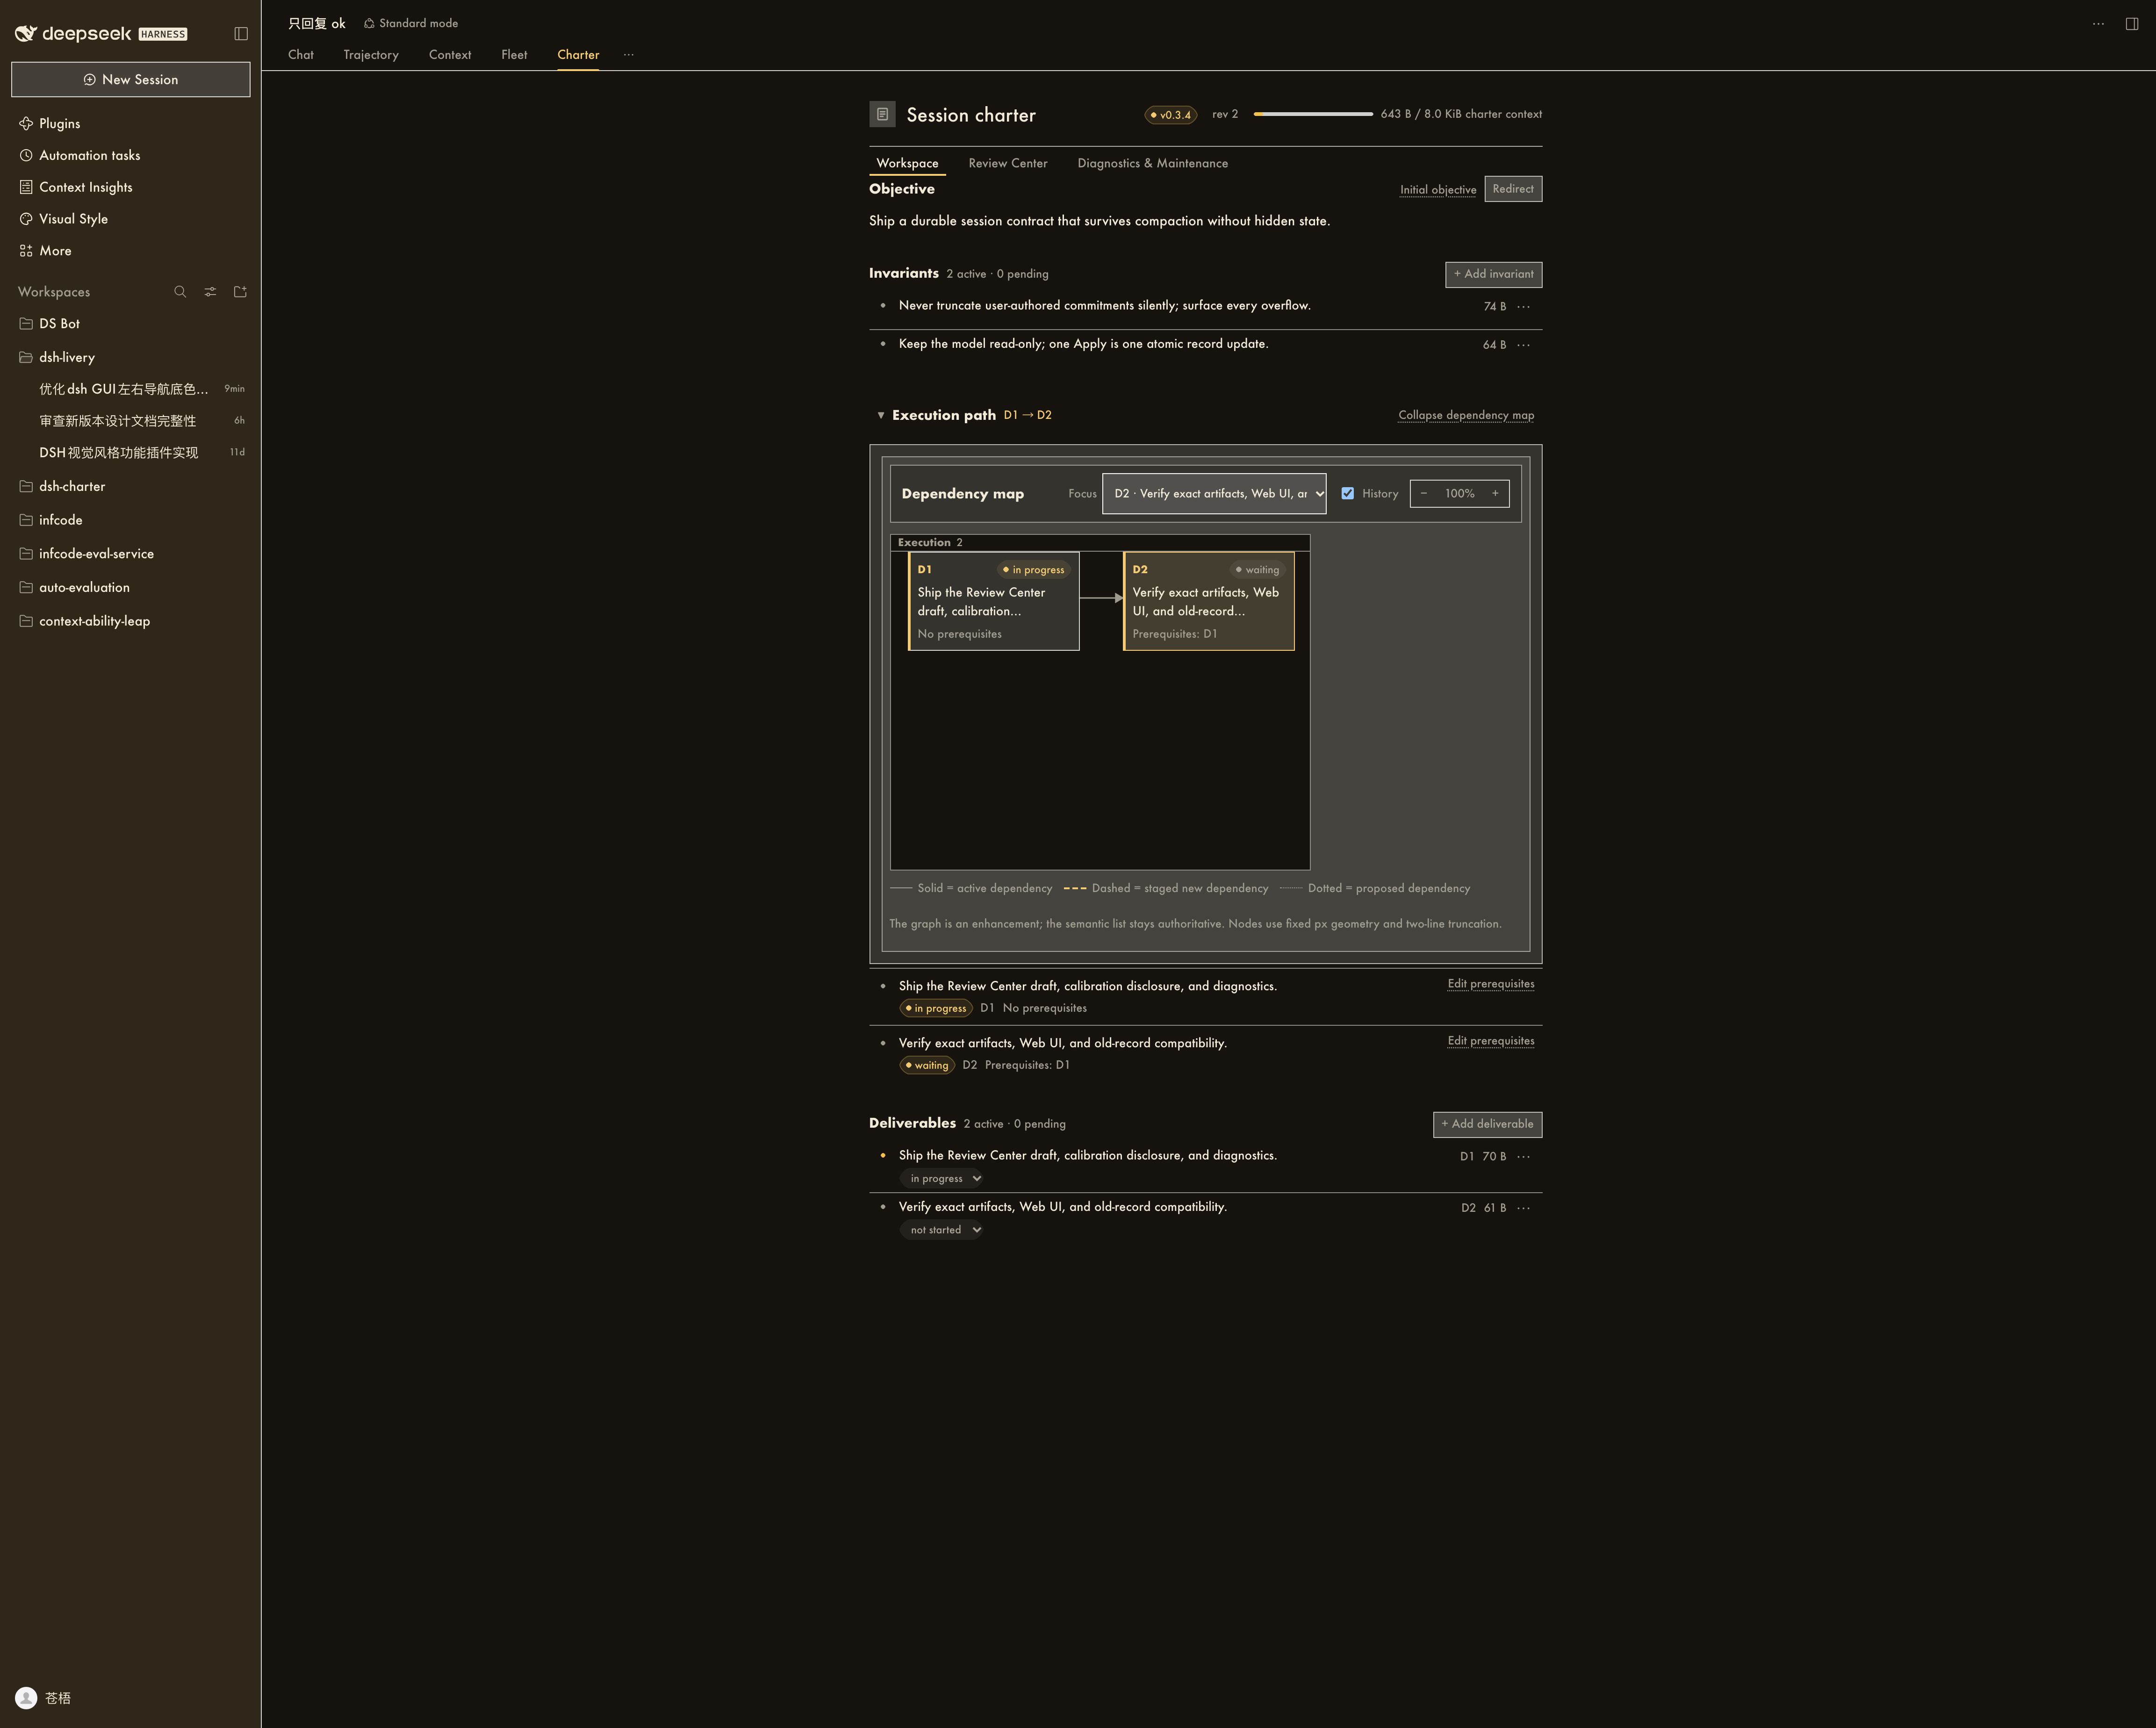 deepseek HARNESS
New Session
Plugins
Automation tasks
Context Insights
Visual Style
More
Workspaces
DS Bot
dsh-livery
优化 dsh GUI 左右导航底色... 9min
审查新版本设计文档完整性 6h
DSH 视觉风格功能插件实现 11d
dsh-charter
infcode
infcode-eval-service
auto-evaluation
context-ability-leap
苍梧
只回复 ok Standard mode
Chat Trajectory Context Fleet Charter ...
Session charter v0.3.4 rev 2 643 B / 8.0 KiB charter context
Workspace Review Center Diagnostics & Maintenance
Objective Initial objective Redirect
Ship a durable session contract that survives compaction without hidden state.
Invariants 2 active · 0 pending + Add invariant
Never truncate user-authored commitments silently; surface every overflow. 74 B ...
Keep the model read-only; one Apply is one atomic record update. 64 B ...
▼ Execution path D1 → D2 Collapse dependency map
Dependency map Focus D2 · Verify exact artifacts, Web UI, ar History − 100% +
Execution 2
D1 in progress
Ship the Review Center
draft, calibration...
No prerequisites
D2 waiting
Verify exact artifacts, Web
UI, and old-record...
Prerequisites: D1
Solid = active dependency Dashed = staged new dependency Dotted = proposed dependency
The graph is an enhancement; the semantic list stays authoritative. Nodes use fixed px geometry and two-line truncation.
Ship the Review Center draft, calibration disclosure, and diagnostics. Edit prerequisites
in progress D1 No prerequisites
Verify exact artifacts, Web UI, and old-record compatibility. Edit prerequisites
waiting D2 Prerequisites: D1
Deliverables 2 active · 0 pending + Add deliverable
Ship the Review Center draft, calibration disclosure, and diagnostics. D1 70 B ...
in progress
Verify exact artifacts, Web UI, and old-record compatibility. D2 61 B ...
not started